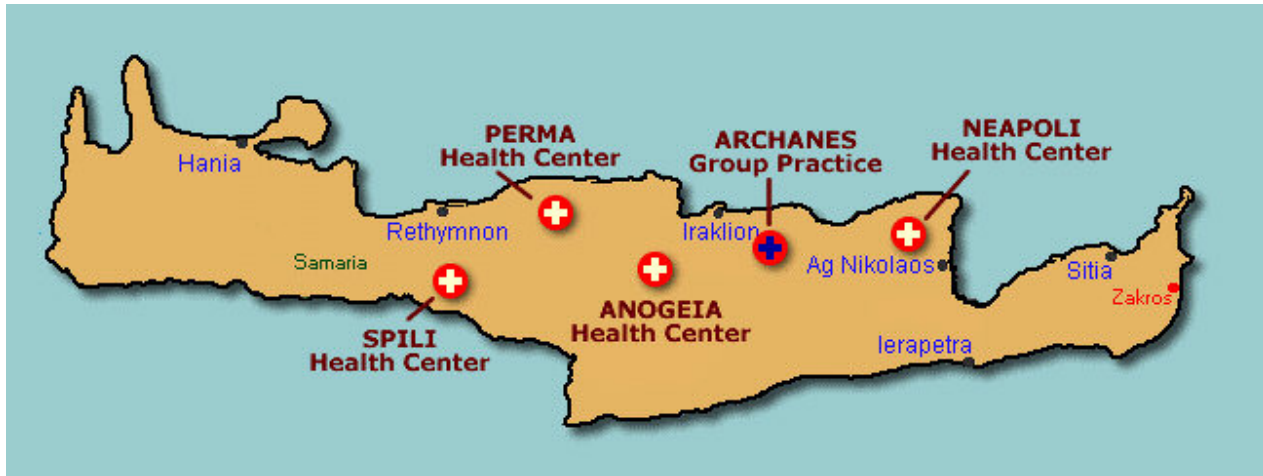 PERMA
Health Center
ARCHANES
Group Practice
NEAPOLI
Health Center
Hania
Rethymnon
Iraklion
Samaria
Ag Nikolaos
Sitia
Zakros
SPILI
Health Center
ANOGEIA
Health Center
Ierapetra